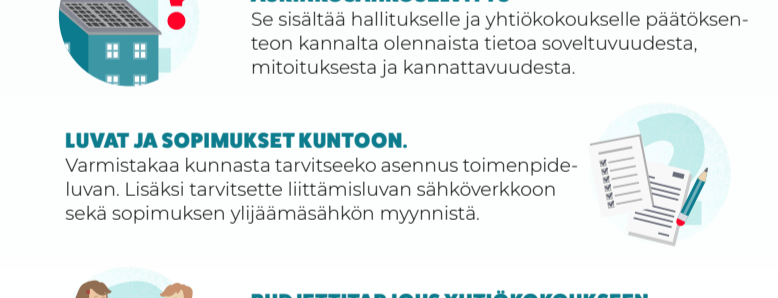 Se sisältää hallitukselle ja yhtiökokoukselle päätöksen-
teon kannalta olennaista tietoa soveltuvuudesta,
mitoituksesta ja kannattavuudesta.
LUVAT JA SOPIMUKSET KUNTOON.
Varmistakaa kunnasta tarvitseeko asennus toimenpide-
luvan. Lisäksi tarvitsette liittämisluvan sähköverkkoon
sekä sopimuksen ylijäämäsähkön myynnistä.